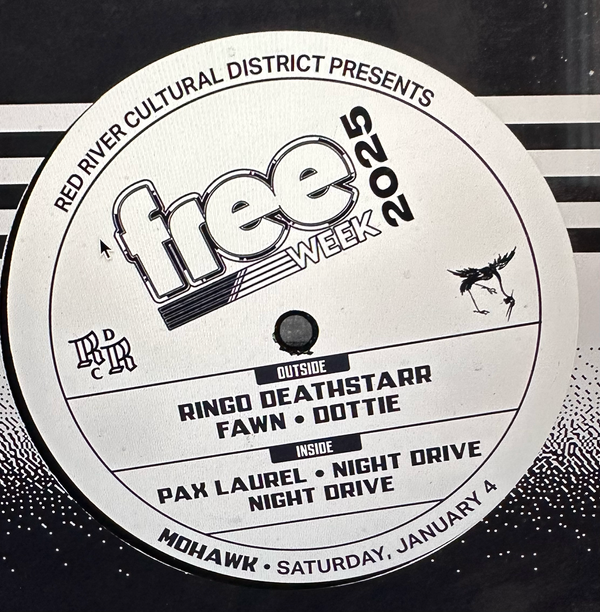 RED RIVER CULTURAL DISTRICT PRESENTS
free
WEEK
2025
RDRC
OUTSIDE
RINGO DEATHSTARR
FAWN • DOTTIE
INSIDE
PAX LAUREL • NIGHT DRIVE
NIGHT DRIVE
MOHAWK • SATURDAY, JANUARY 4